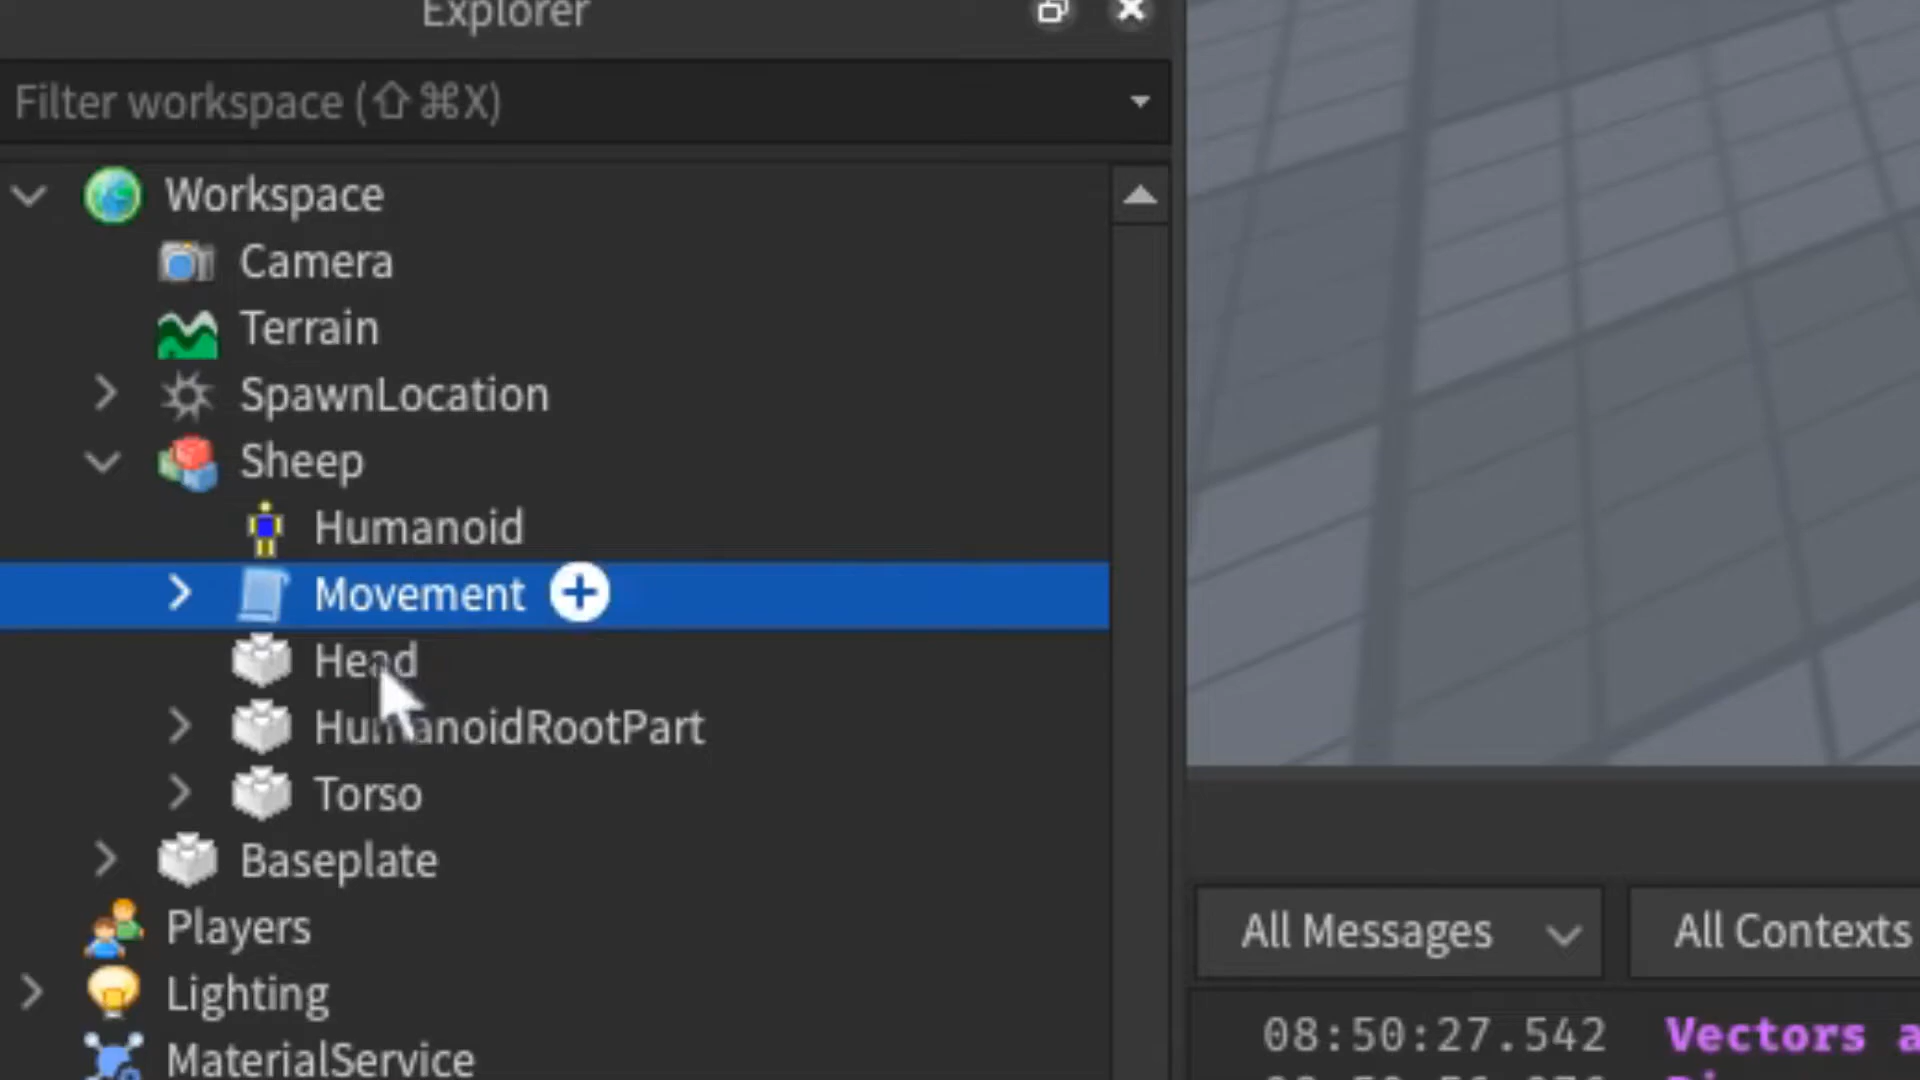 Explorer
Filter workspace (⇧⌘X)
Workspace
Camera
Terrain
SpawnLocation
Sheep
Humanoid
Movement
Head
HumanoidRootPart
Torso
Baseplate
Players
Lighting
MaterialService
All Messages
All Contexts
08:50:27.542 Vectors a